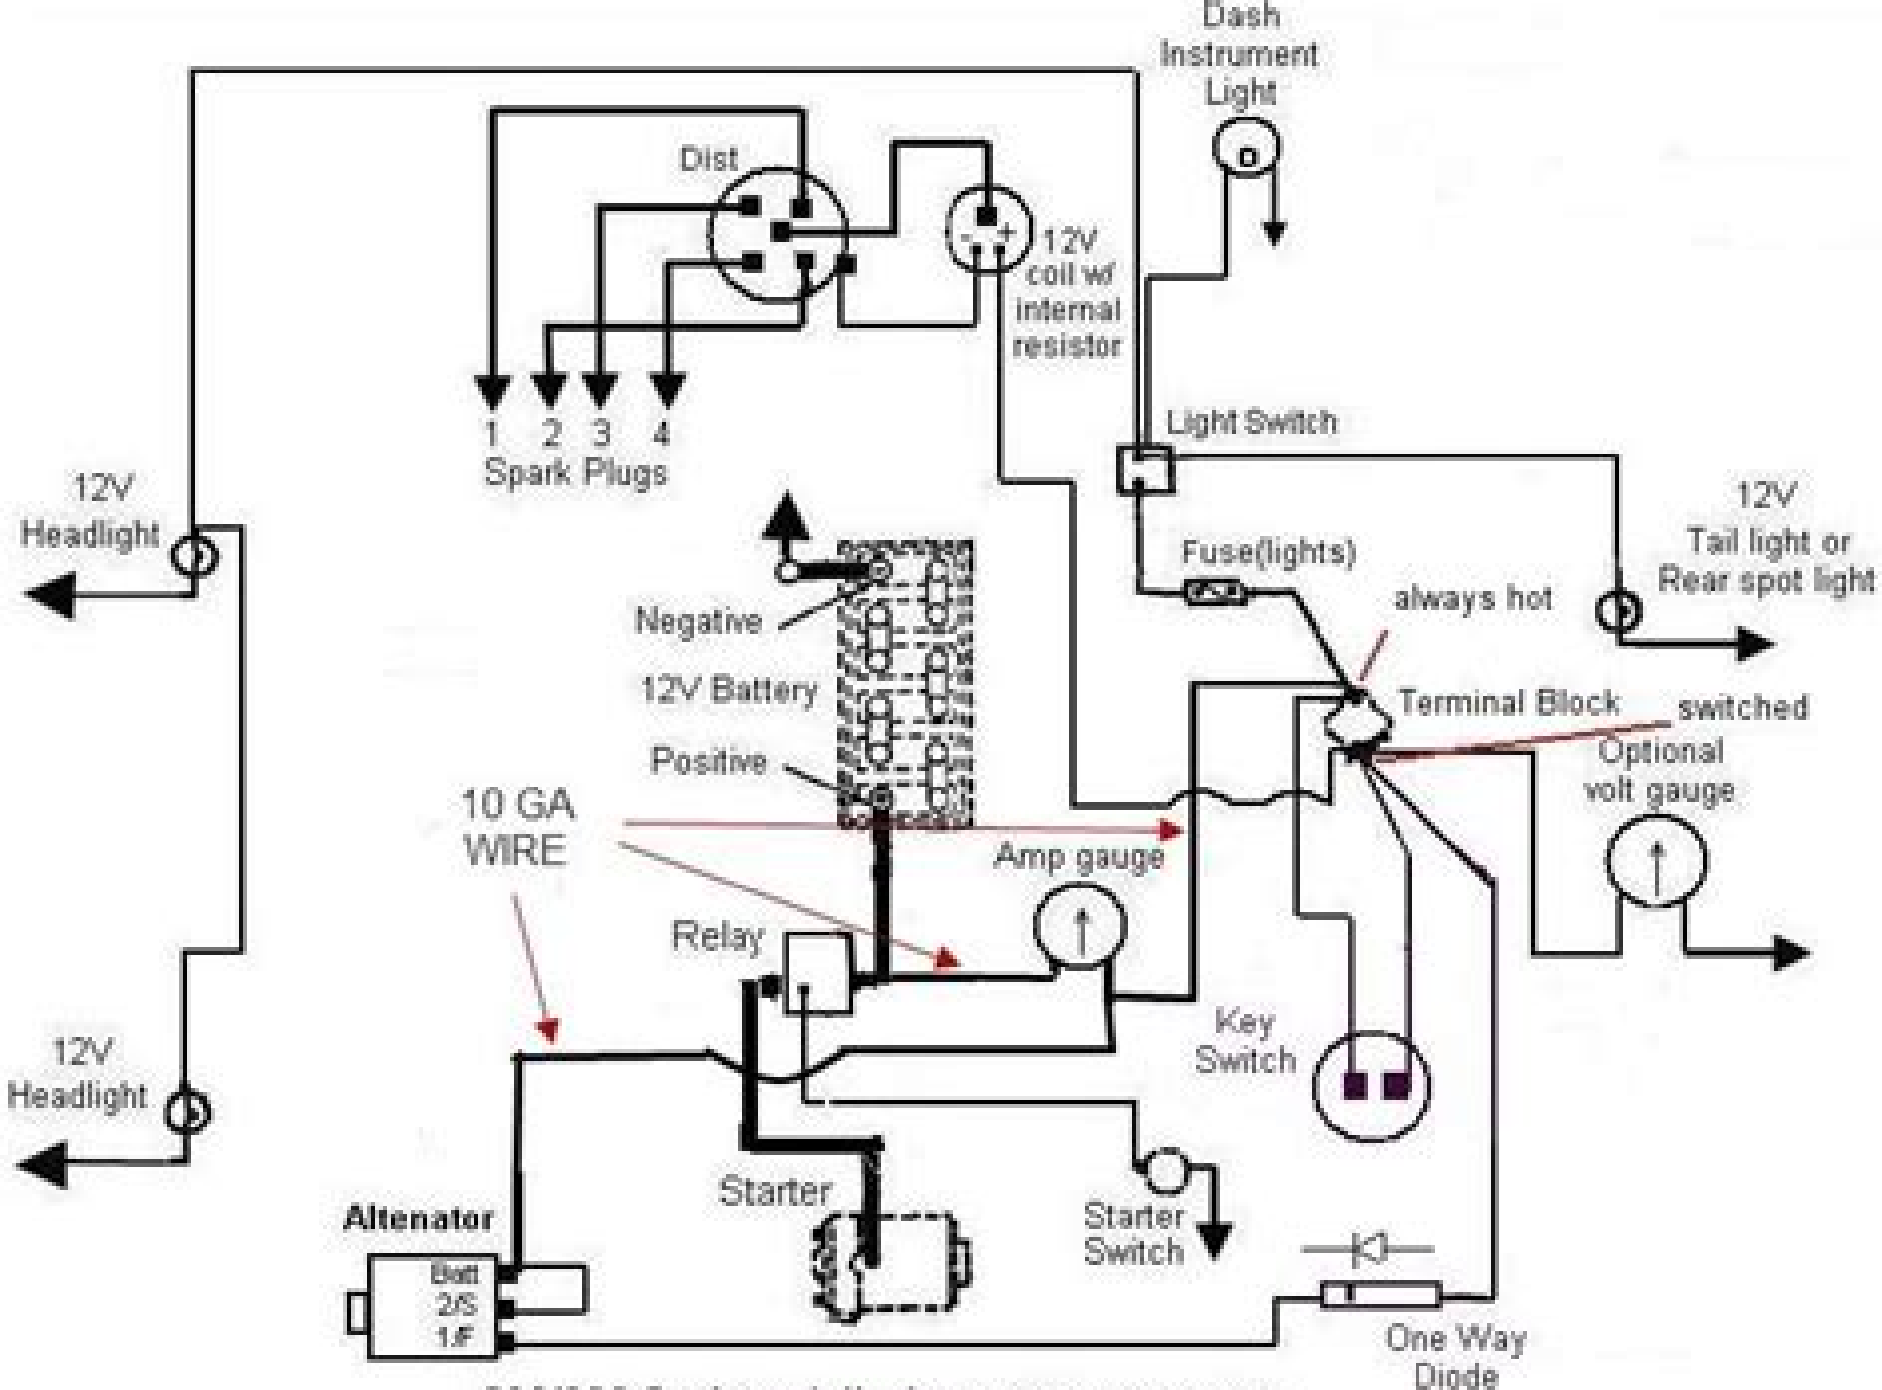 Dash
Instrument
Light
Dist
12V
coil w/
internal
resistor
- +
1 2 3 4
Spark Plugs
Light Switch
12V
Headlight
12V
Tail light or
Rear spot light
Fuse(lights)
always hot
Negative
12V Battery
Positive
Terminal Block
switched
Optional
volt gauge
10 GA
WIRE
Amp gauge
Relay
Key
Switch
12V
Headlight
Starter
Starter
Switch
Altenator
Batt
2/S
1/F
One Way
Diode